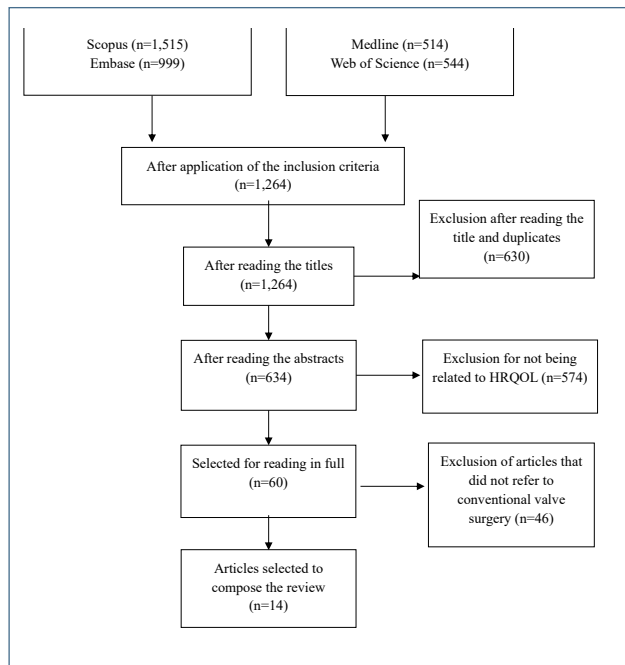 Scopus (n=1,515)
Embase (n=999)
Medline (n=514)
Web of Science (n=544)
After application of the inclusion criteria
(n=1,264)
Exclusion after reading the
title and duplicates
(n=630)
After reading the titles
(n=1,264)
After reading the abstracts
(n=634)
Exclusion for not being
related to HRQOL (n=574)
Selected for reading in full
(n=60)
Exclusion of articles that
did not refer to
conventional valve
surgery (n=46)
Articles selected to
compose the review
(n=14)